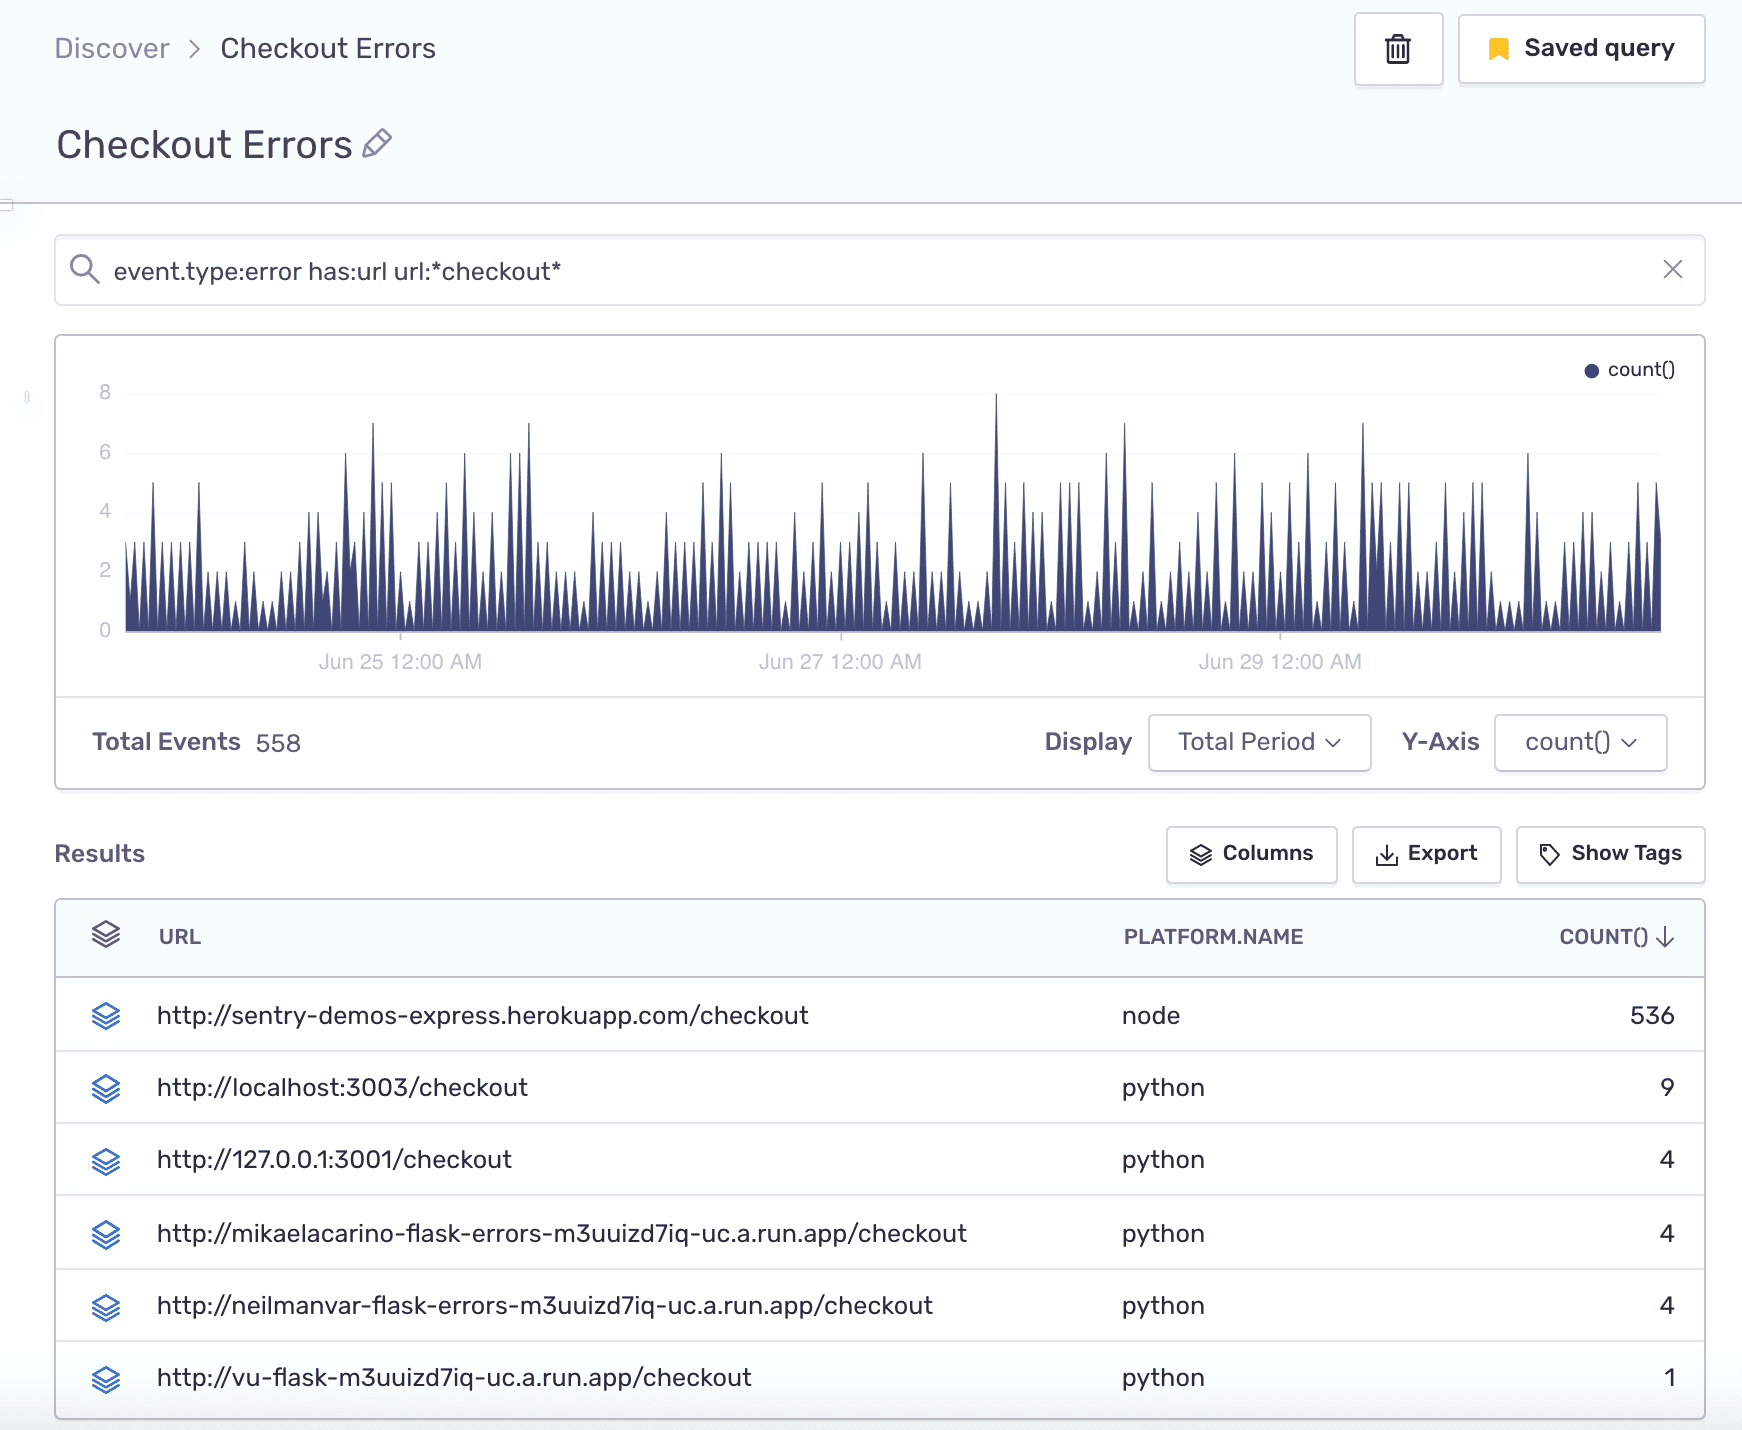 Discover > Checkout Errors
Saved query
Checkout Errors
event.type:error has:url url:*checkout*
count()
8
6
4
2
0
Jun 25 12:00 AM Jun 27 12:00 AM Jun 29 12:00 AM
Total Events 558 Display Total Period Y-Axis count()
Results Columns Export Show Tags
URL PLATFORM.NAME COUNT()
http://sentry-demos-express.herokuapp.com/checkout node 536
http://localhost:3003/checkout python 9
http://127.0.0.1:3001/checkout python 4
http://mikaelacarino-flask-errors-m3uuizd7iq-uc.a.run.app/checkout python 4
http://neilmanvar-flask-errors-m3uuizd7iq-uc.a.run.app/checkout python 4
http://vu-flask-m3uuizd7iq-uc.a.run.app/checkout python 1